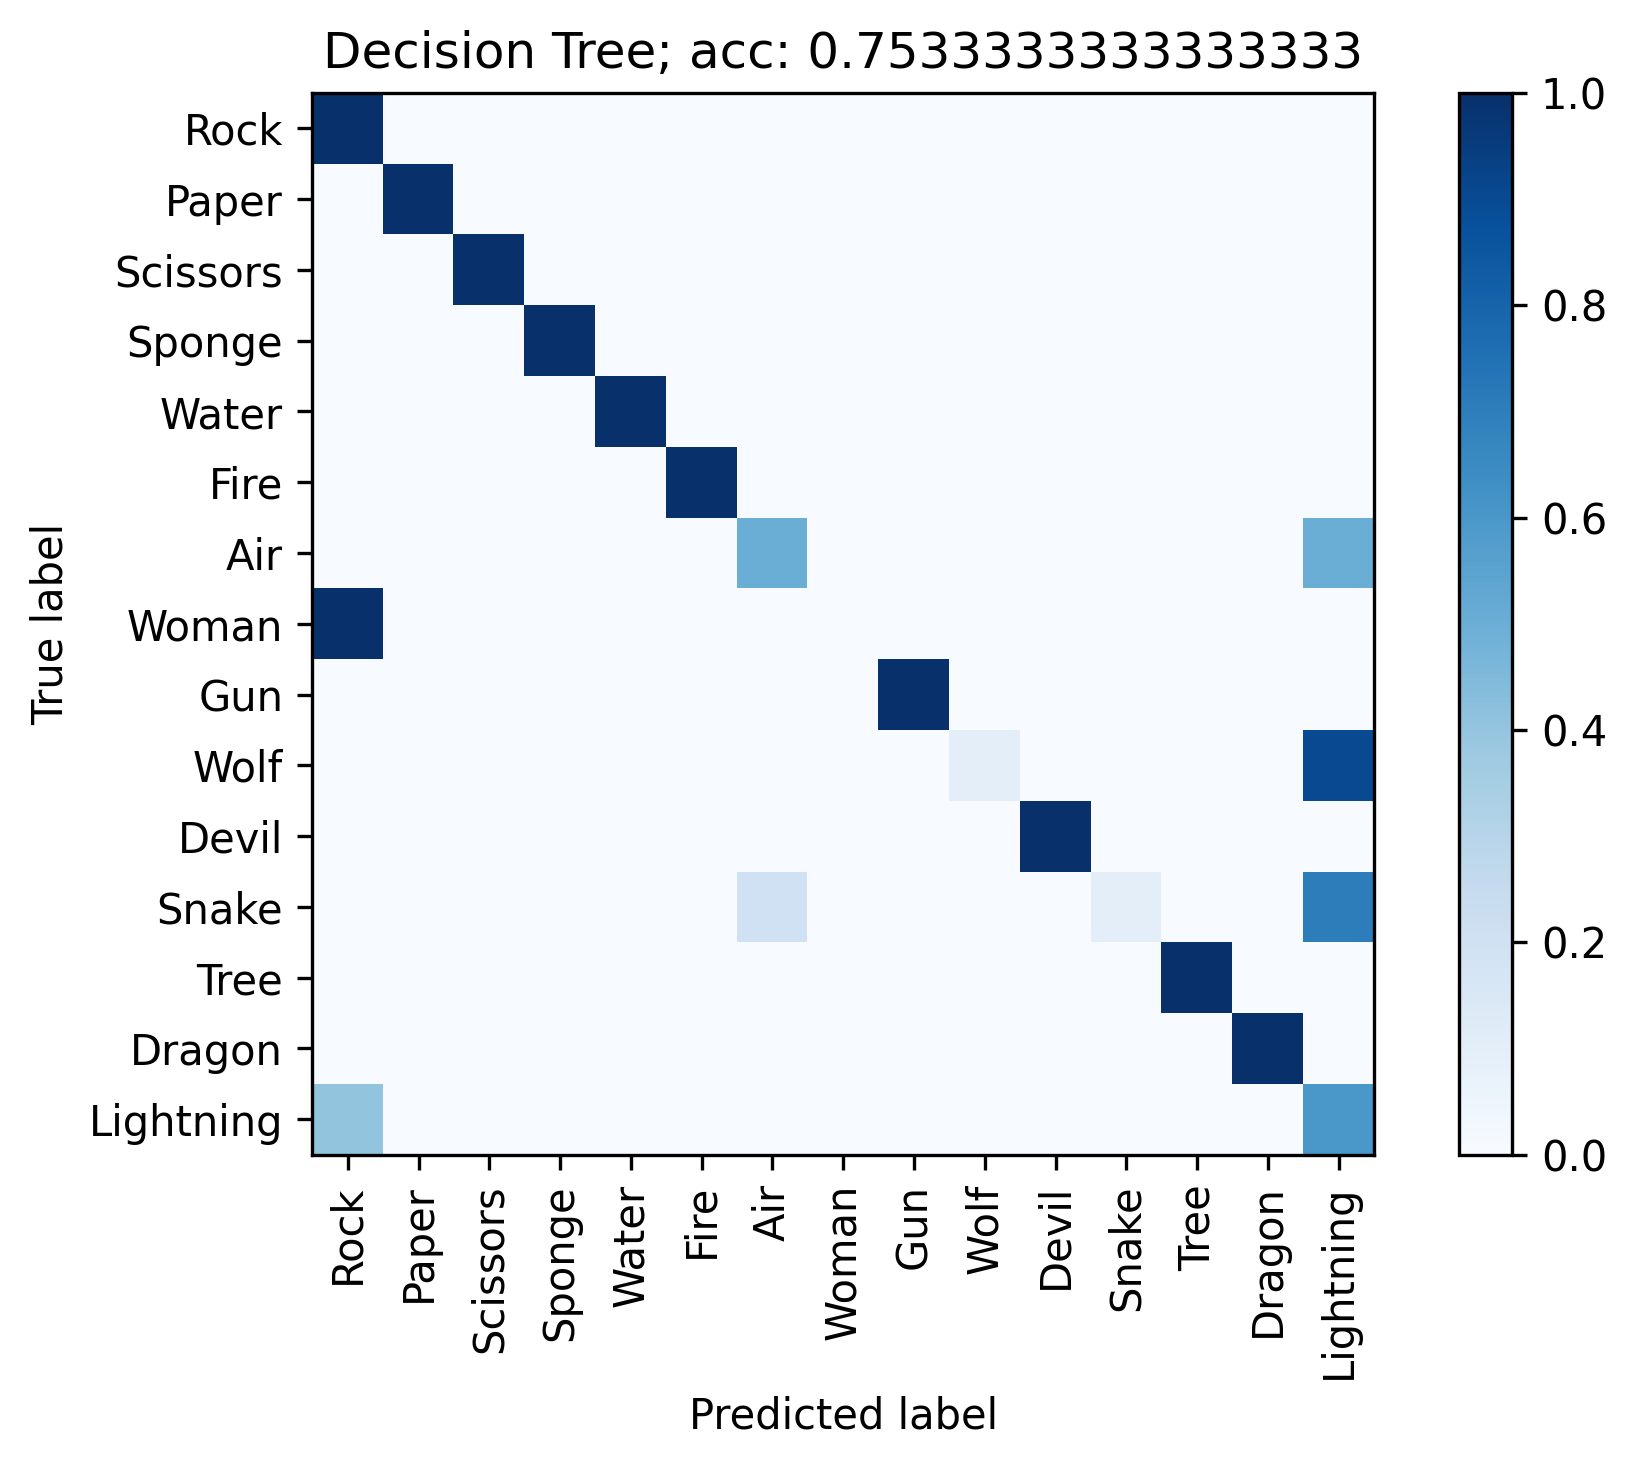 Decision Tree; acc: 0.7533333333333333
Rock
Paper
Scissors
Sponge
Water
Fire
Air
Woman
Gun
Wolf
Devil
Snake
Tree
Dragon
Lightning
True label
Rock
Paper
Scissors
Sponge
Water
Fire
Air
Woman
Gun
Wolf
Devil
Snake
Tree
Dragon
Lightning
Predicted label
1.0
0.8
0.6
0.4
0.2
0.0